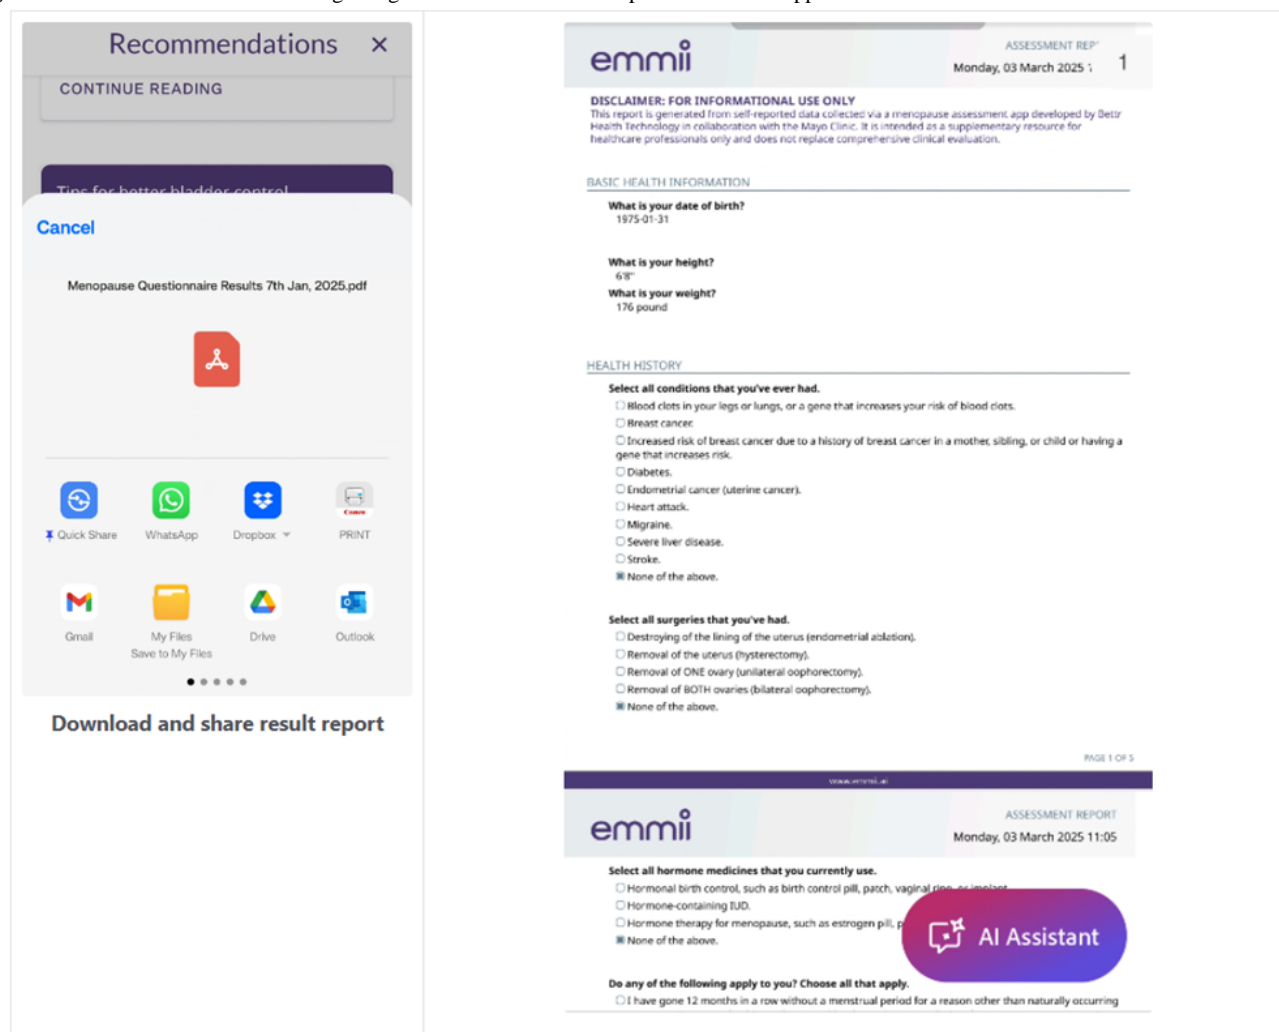 Recommendations ×
CONTINUE READING
Tips for better bladder control
Cancel
Menopause Questionnaire Results 7th Jan, 2025.pdf
Quick Share
WhatsApp
Dropbox
Canon
PRINT
Gmail
My Files
Save to My Files
Drive
Outlook
Download and share result report
emmii
ASSESSMENT REP
Monday, 03 March 2025 1
1
DISCLAIMER: FOR INFORMATIONAL USE ONLY
This report is generated from self-reported data collected via a menopause assessment app developed by Bettr
Health Technology in collaboration with the Mayo Clinic. It is intended as a supplementary resource for
healthcare professionals only and does not replace comprehensive clinical evaluation.
BASIC HEALTH INFORMATION
What is your date of birth?
1975-01-31
What is your height?
6'8"
What is your weight?
176 pound
HEALTH HISTORY
Select all conditions that you've ever had.
Blood clots in your legs or lungs, or a gene that increases your risk of blood clots.
Breast cancer.
Increased risk of breast cancer due to a history of breast cancer in a mother, sibling, or child or having a
gene that increases risk.
Diabetes.
Endometrial cancer (uterine cancer).
Heart attack.
Migraine.
Severe liver disease.
Stroke.
None of the above.
Select all surgeries that you've had.
Destroying of the lining of the uterus (endometrial ablation).
Removal of the uterus (hysterectomy).
Removal of ONE ovary (unilateral oophorectomy).
Removal of BOTH ovaries (bilateral oophorectomy).
None of the above.
PAGE 1 OF 5
www.emmii.ai
emmii
ASSESSMENT REPORT
Monday, 03 March 2025 11:05
Select all hormone medicines that you currently use.
Hormonal birth control, such as birth control pill, patch, vaginal ring, or implant.
Hormone-containing IUD.
Hormone therapy for menopause, such as estrogen pill, p
None of the above.
AI Assistant
Do any of the following apply to you? Choose all that apply.
I have gone 12 months in a row without a menstrual period for a reason other than naturally occurring